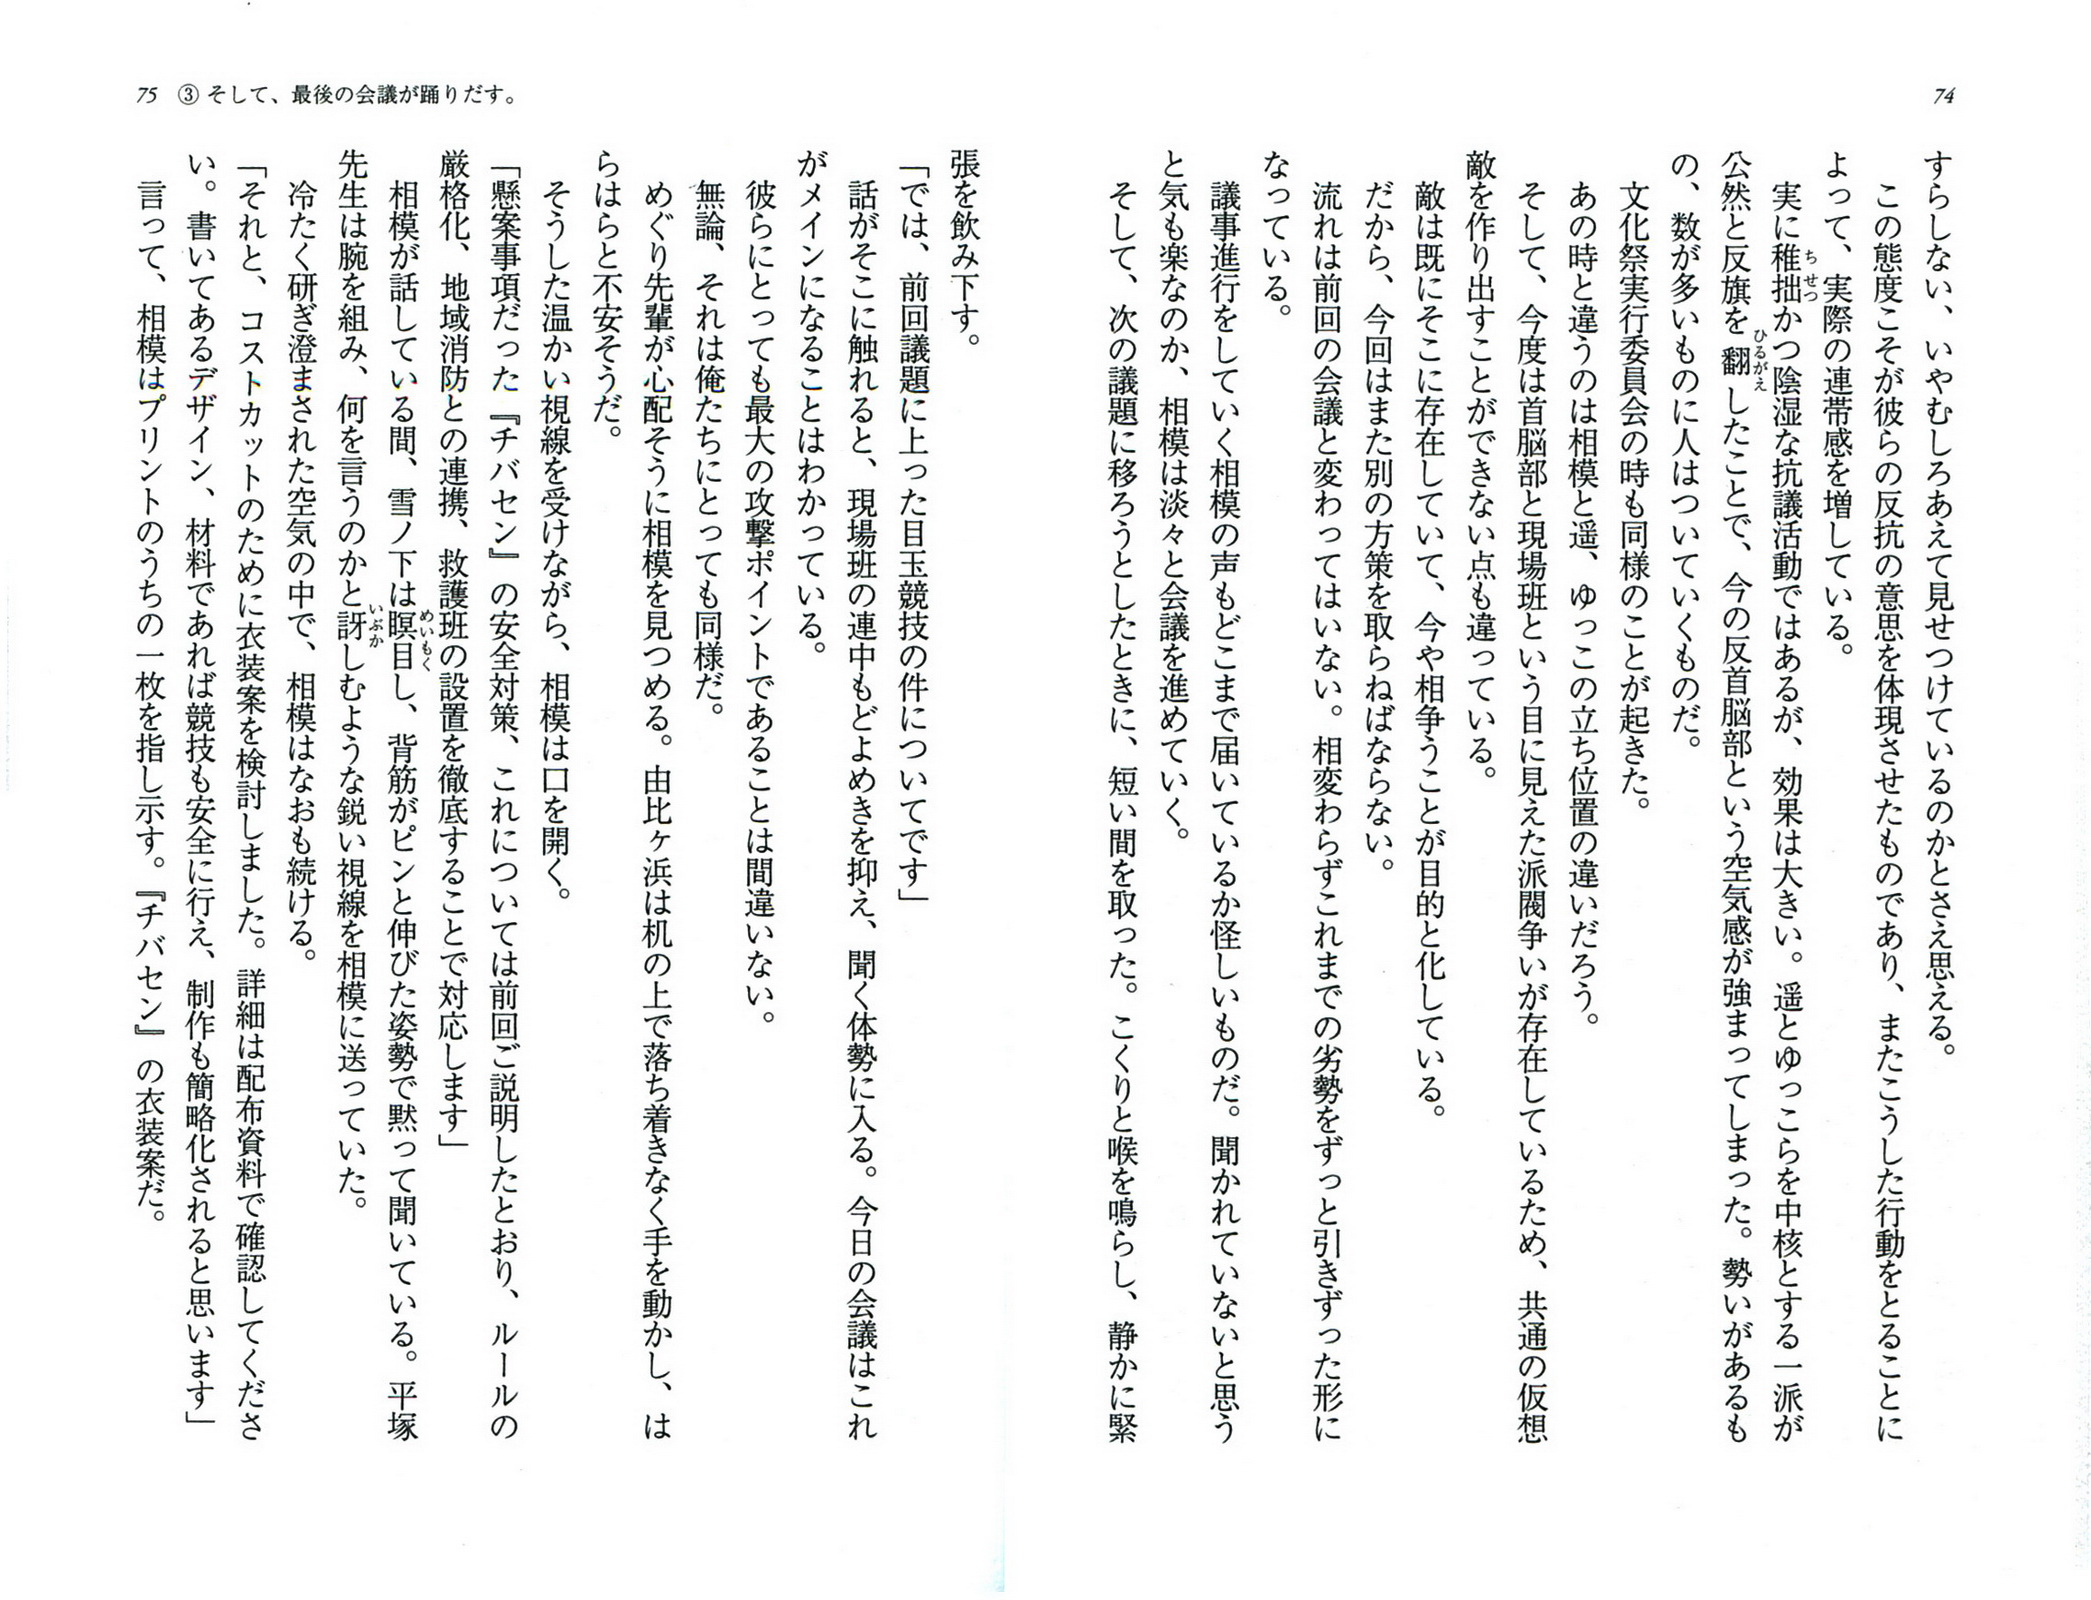 74
すらしない、いやむしろあえて見せつけているのかとさえ思える。
この態度こそが彼らの反抗の意思を体現させたものであり、またこうした行動をとることに
よって、実際の連帯感を増している。
実に稚拙かつ陰湿な抗議活動ではあるが、効果は大きい。遥とゆっこらを中核とする一派が
公然と反旗を翻したことで、今の反首脳部という空気感が強まってしまった。勢いがあるも
の、数が多いものに人はついていくものだ。
文化祭実行委員会の時も同様のことが起きた。
あの時と違うのは相模と遥、ゆっこの立ち位置の違いだろう。
そして、今度は首脳部と現場班という目に見えた派閥争いが存在しているため、共通の仮想
敵を作り出すことができない点も違っている。
敵は既にそこに存在していて、今や相争うことが目的と化している。
だから、今回はまた別の方策を取らねばならない。
流れは前回の会議と変わってはいない。相変わらずこれまでの劣勢をずっと引きずった形に
なっている。
議事進行をしていく相模の声もどこまで届いているか怪しいものだ。聞かれていないと思う
と気も楽なのか、相模は淡々と会議を進めていく。
そして、次の議題に移ろうとしたときに、短い間を取った。こくりと喉を鳴らし、静かに緊
75 ③ そして、最後の会議が踊りだす。
張を飲み下す。
「では、前回議題に上った目玉競技の件についてです」
話がそこに触れると、現場班の連中もどよめきを抑え、聞く体勢に入る。今日の会議はこれ
がメインになることはわかっている。
彼らにとっても最大の攻撃ポイントであることは間違いない。
無論、それは俺たちにとっても同様だ。
めぐり先輩が心配そうに相模を見つめる。由比ヶ浜は机の上で落ち着きなく手を動かし、は
らはらと不安そうだ。
そうした温かい視線を受けながら、相模は口を開く。
「懸案事項だった『チバセン』の安全対策、これについては前回ご説明したとおり、ルールの
厳格化、地域消防との連携、救護班の設置を徹底することで対応します」
相模が話している間、雪ノ下は瞑目し、背筋がピンと伸びた姿勢で黙って聞いている。平塚
先生は腕を組み、何を言うのかと訝しむような鋭い視線を相模に送っていた。
冷たく研ぎ澄まされた空気の中で、相模はなおも続ける。
「それと、コストカットのために衣装案を検討しました。詳細は配布資料で確認してくださ
い。書いてあるデザイン、材料であれば競技も安全に行え、制作も簡略化されると思います」
言って、相模はプリントのうちの一枚を指し示す。『チバセン』の衣装案だ。